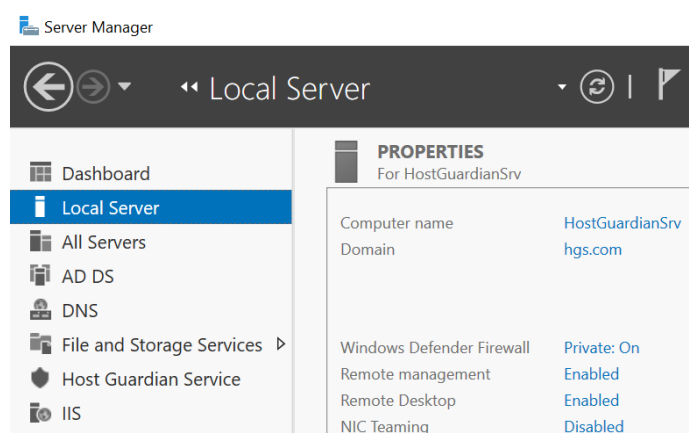 Server Manager
Local Server
Dashboard
Local Server
All Servers
AD DS
DNS
File and Storage Services
Host Guardian Service
IIS
PROPERTIES
For HostGuardianSrv
Computer name HostGuardianSrv
Domain hgs.com
Windows Defender Firewall Private: On
Remote management Enabled
Remote Desktop Enabled
NIC Teaming Disabled